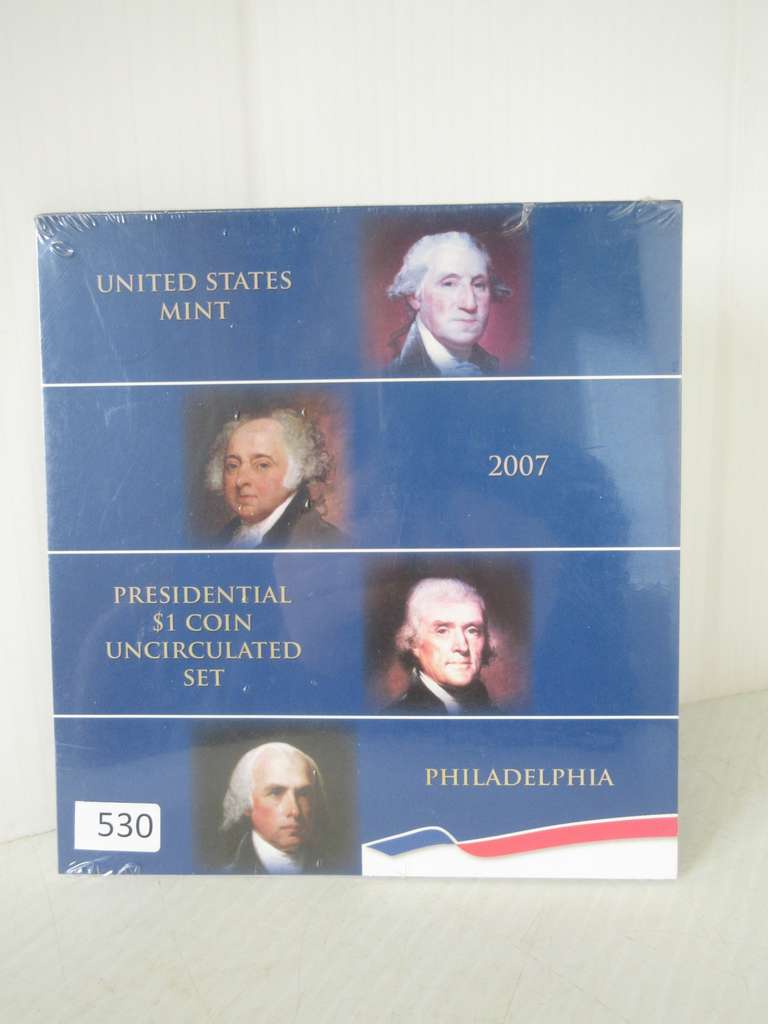 UNITED STATES
MINT
2007
PRESIDENTIAL
$1 COIN
UNCIRCULATED
SET
PHILADELPHIA
530